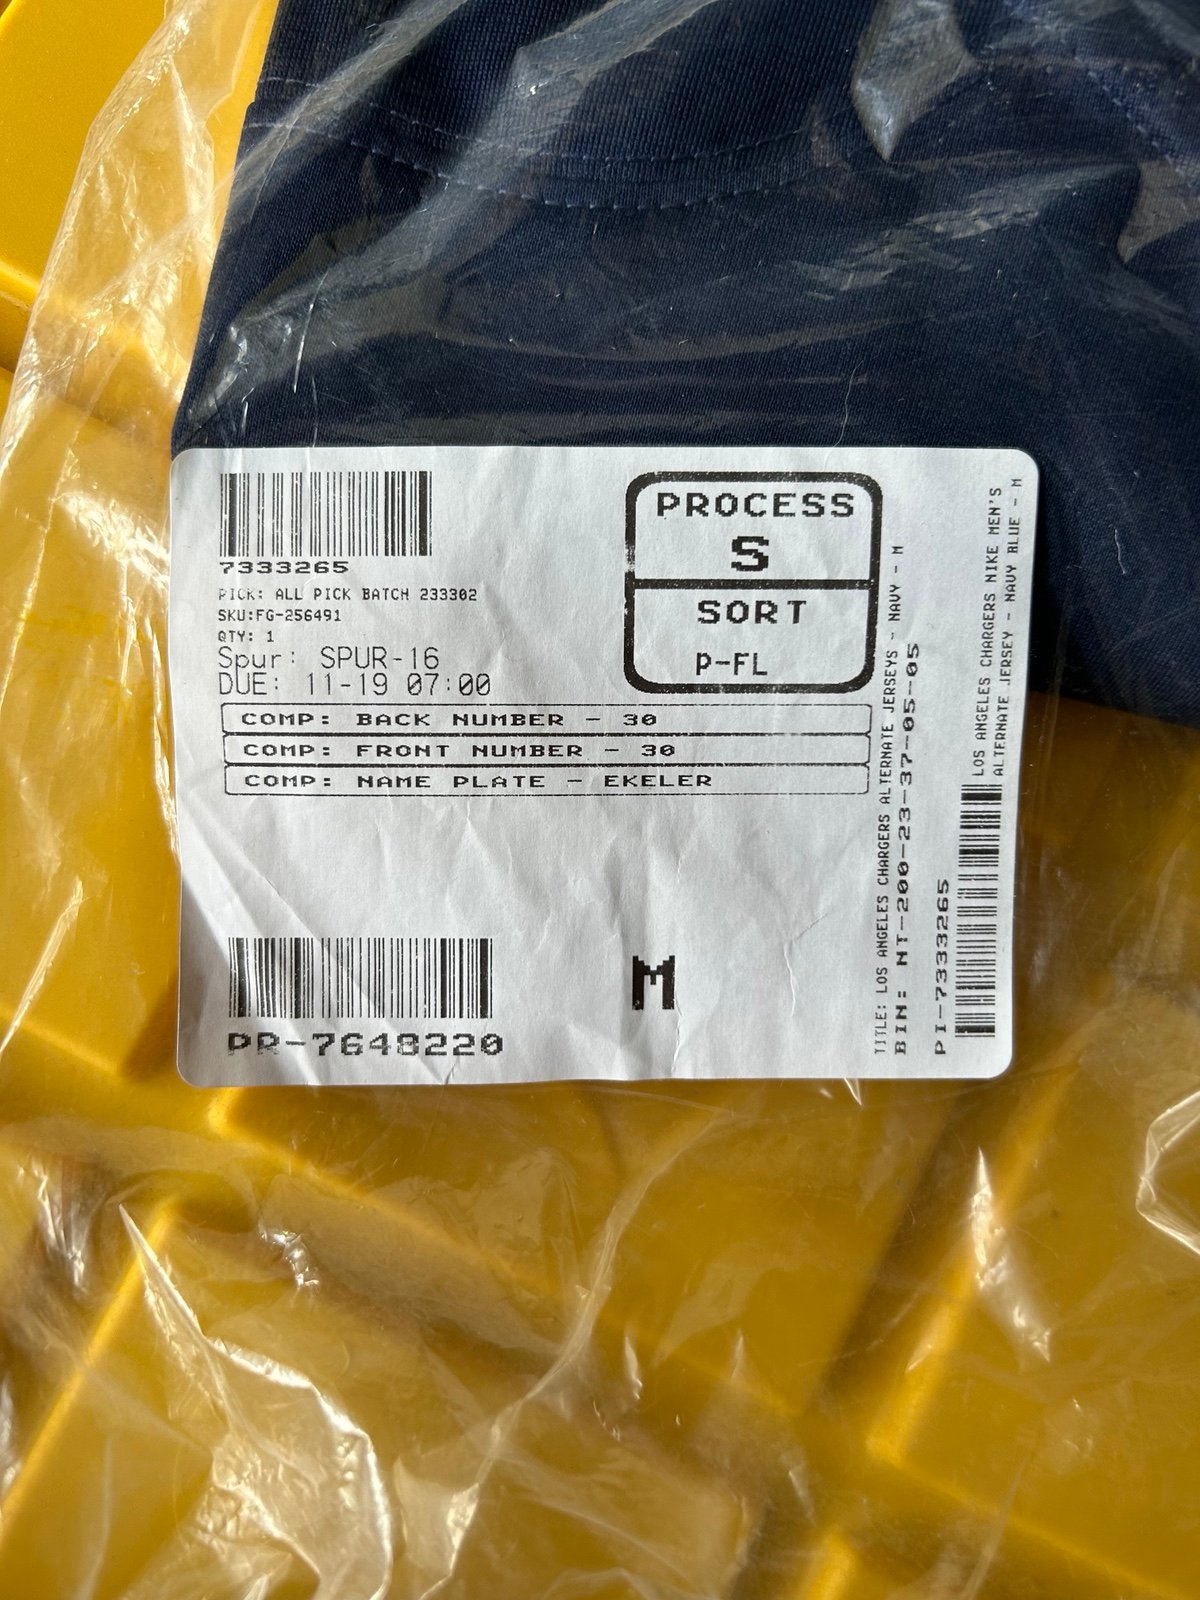 7333265
PICK: ALL PICK BATCH 233302
SKU:FG-256491
QTY: 1
Spur: SPUR-16
DUE: 11-19 07:00
PROCESS
S
SORT
P-FL
COMP: BACK NUMBER - 30
COMP: FRONT NUMBER - 30
COMP: NAME PLATE - EKELER
PR-7648220
M
TITLE: LOS ANGELES CHARGERS ALTERNATE JERSEYS - NAVY - M
BIN: NT-200-23-37-05-05
PI-7333265
LOS ANGELES CHARGERS NIKE MEN'S
ALTERNATE JERSEY - NAVY BLUE - M